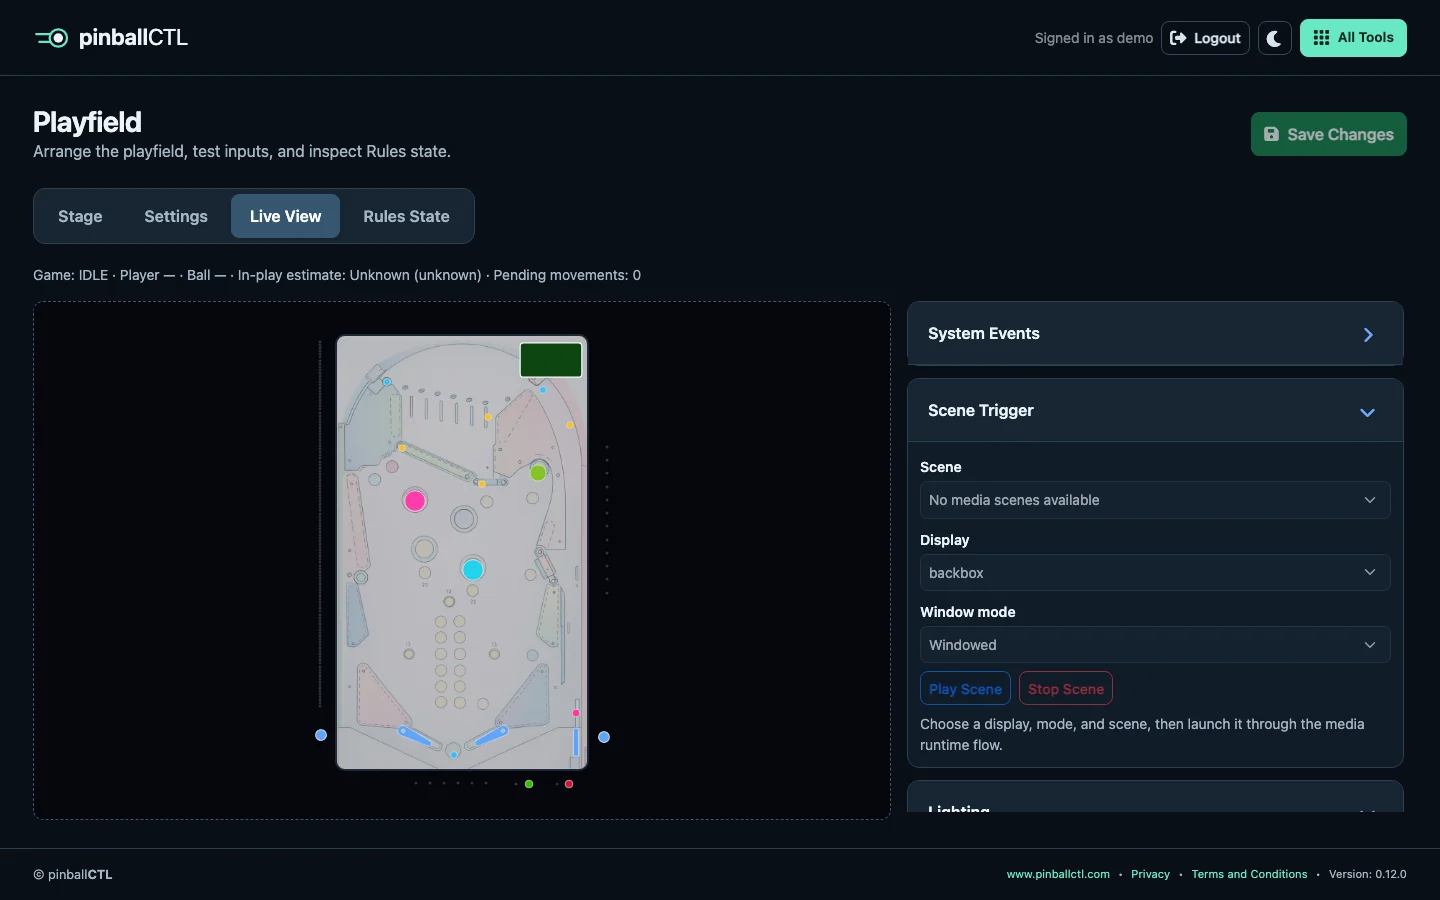 pinballCTL
Signed in as demo
Logout
All Tools
Playfield
Arrange the playfield, test inputs, and inspect Rules state.
Save Changes
Stage
Settings
Live View
Rules State
Game: IDLE · Player — · Ball — · In-play estimate: Unknown (unknown) · Pending movements: 0
System Events
Scene Trigger
Scene
No media scenes available
Display
backbox
Window mode
Windowed
Play Scene
Stop Scene
Choose a display, mode, and scene, then launch it through the media
runtime flow.
Lighting
© pinballCTL
www.pinballctl.com • Privacy • Terms and Conditions • Version: 0.12.0